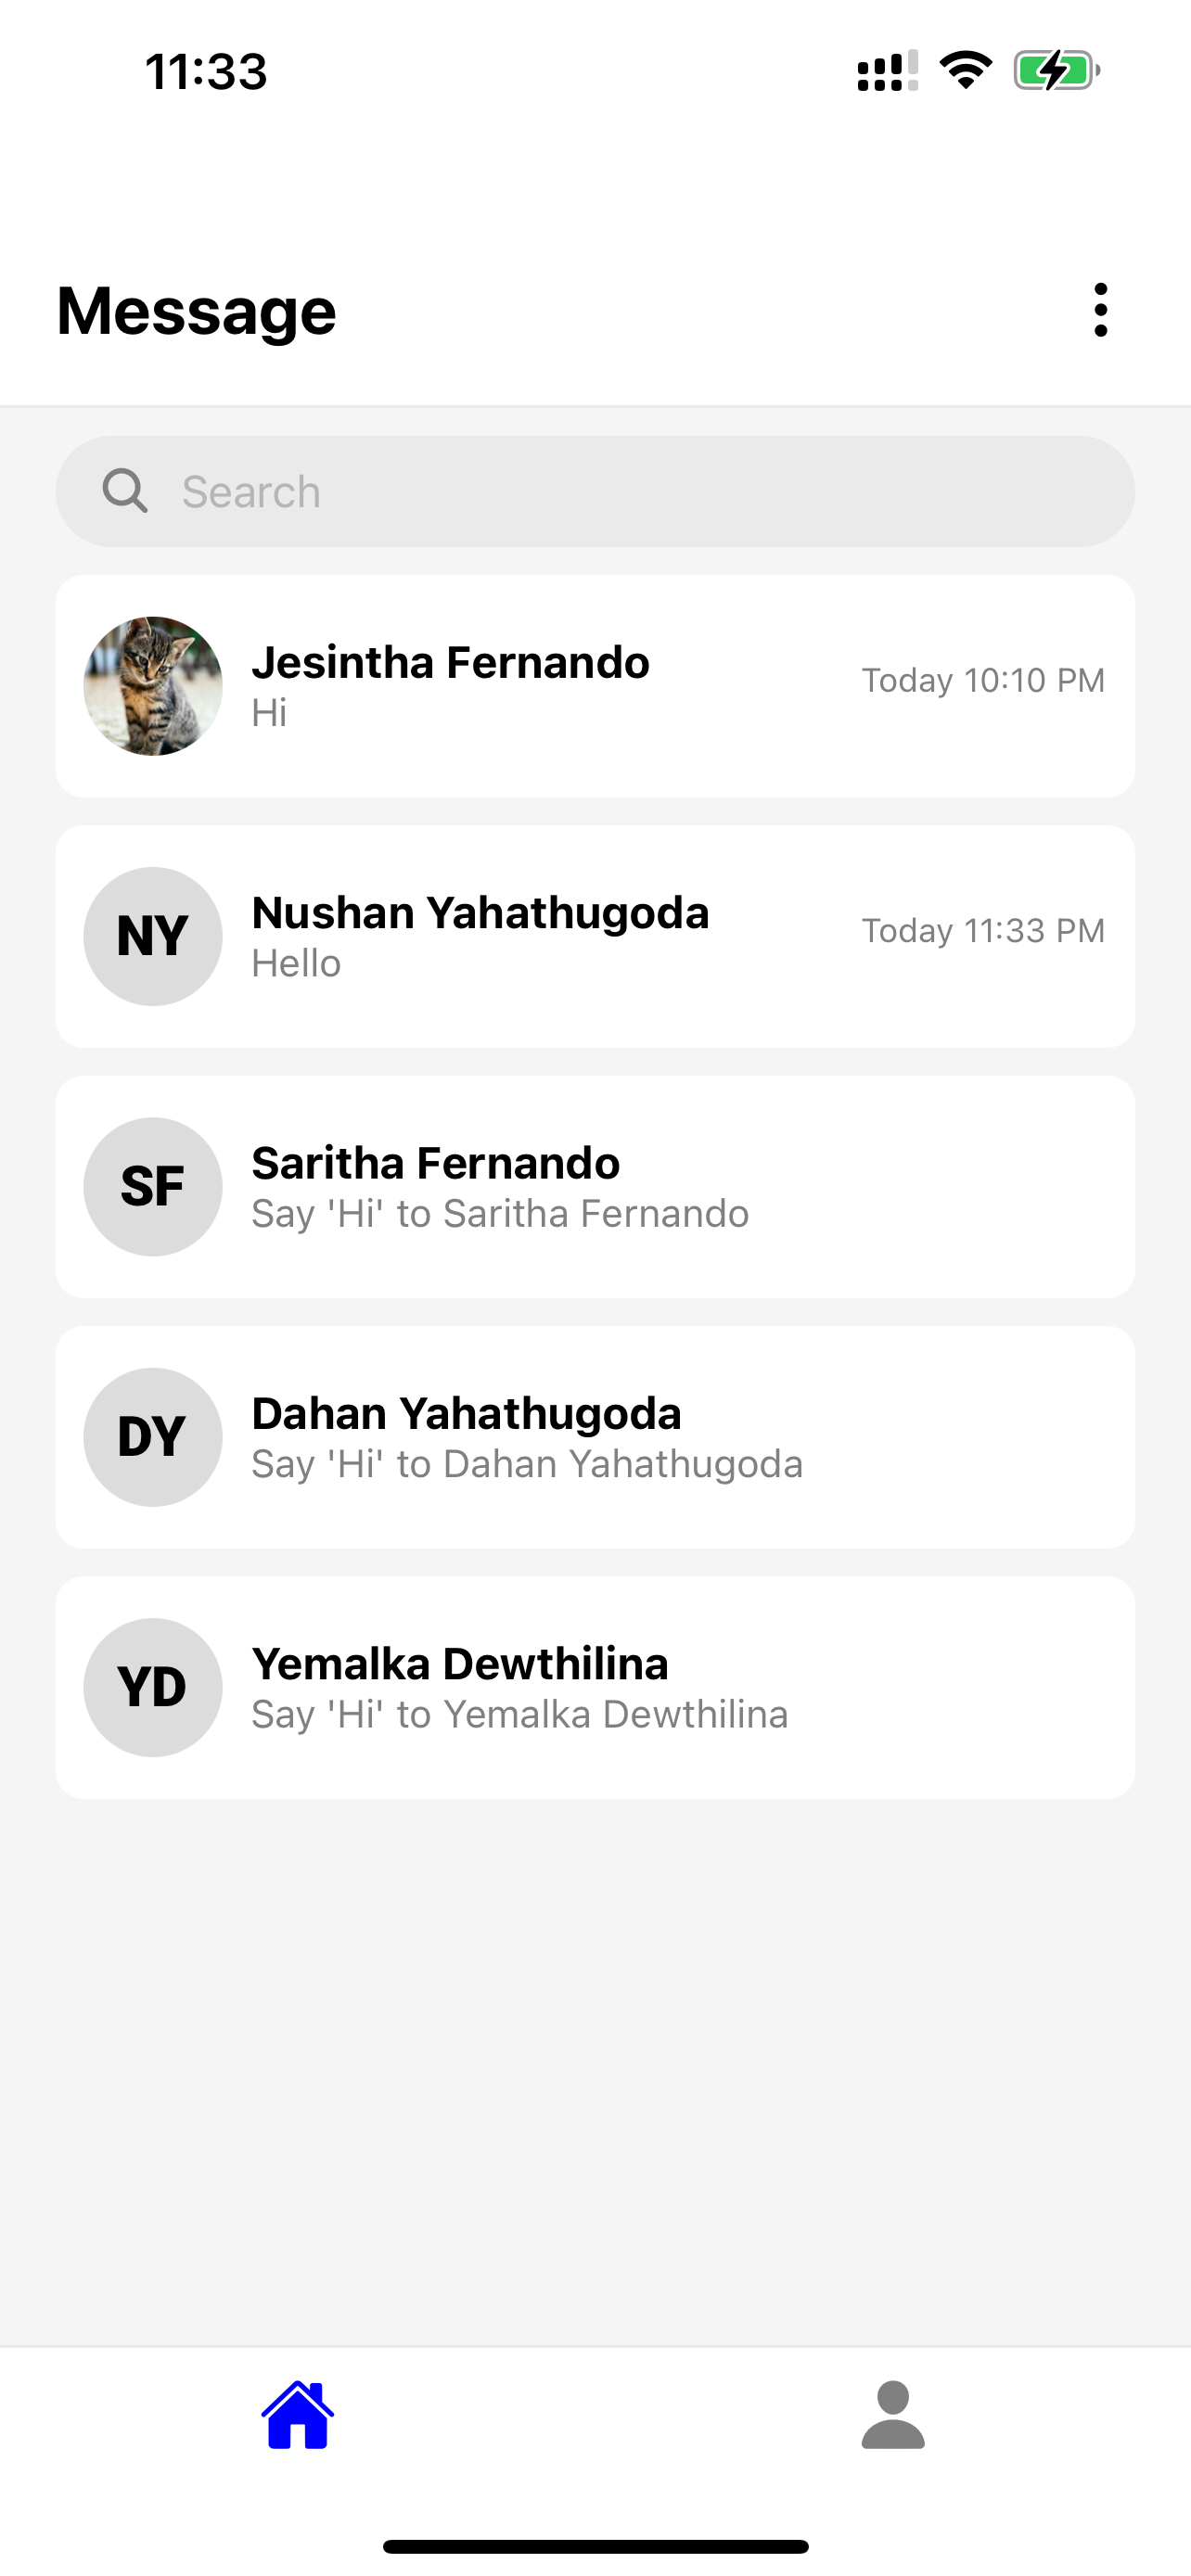 11:33
Message
Search
Jesintha Fernando
Hi
Today 10:10 PM
NY
Nushan Yahathugoda
Hello
Today 11:33 PM
SF
Saritha Fernando
Say 'Hi' to Saritha Fernando
DY
Dahan Yahathugoda
Say 'Hi' to Dahan Yahathugoda
YD
Yemalka Dewthilina
Say 'Hi' to Yemalka Dewthilina